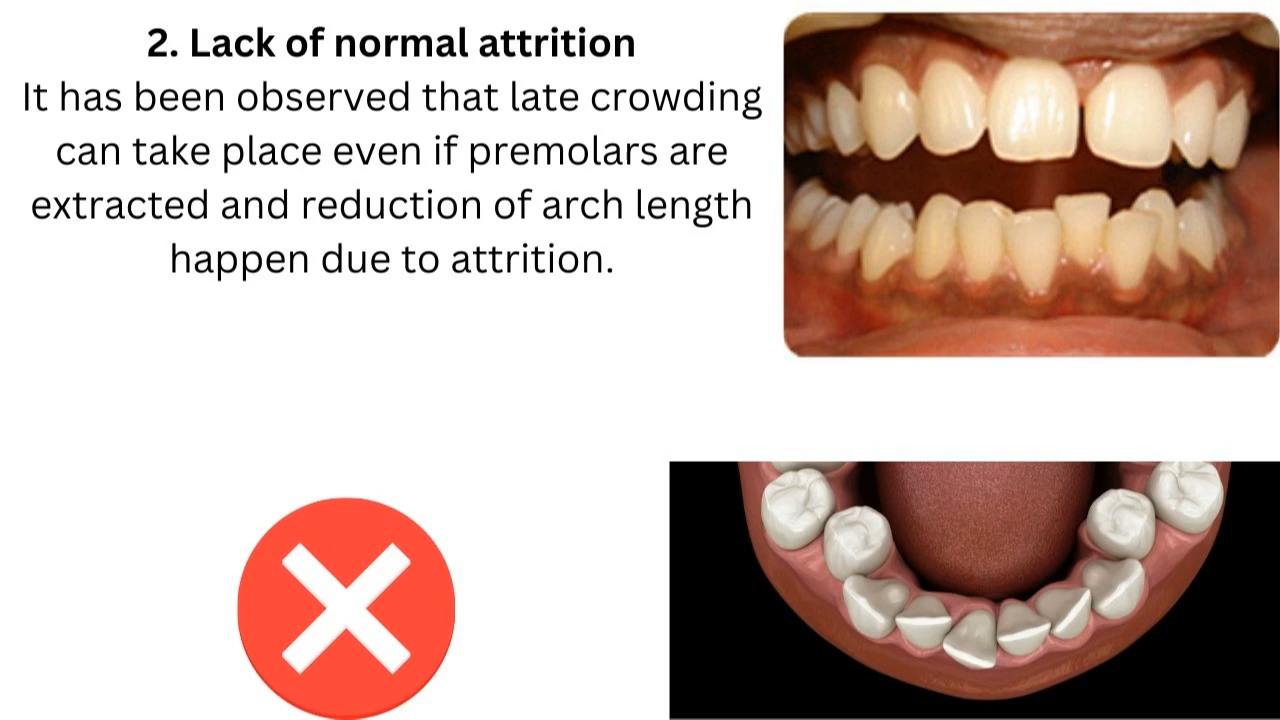 2. Lack of normal attrition
It has been observed that late crowding
can take place even if premolars are
extracted and reduction of arch length
happen due to attrition.